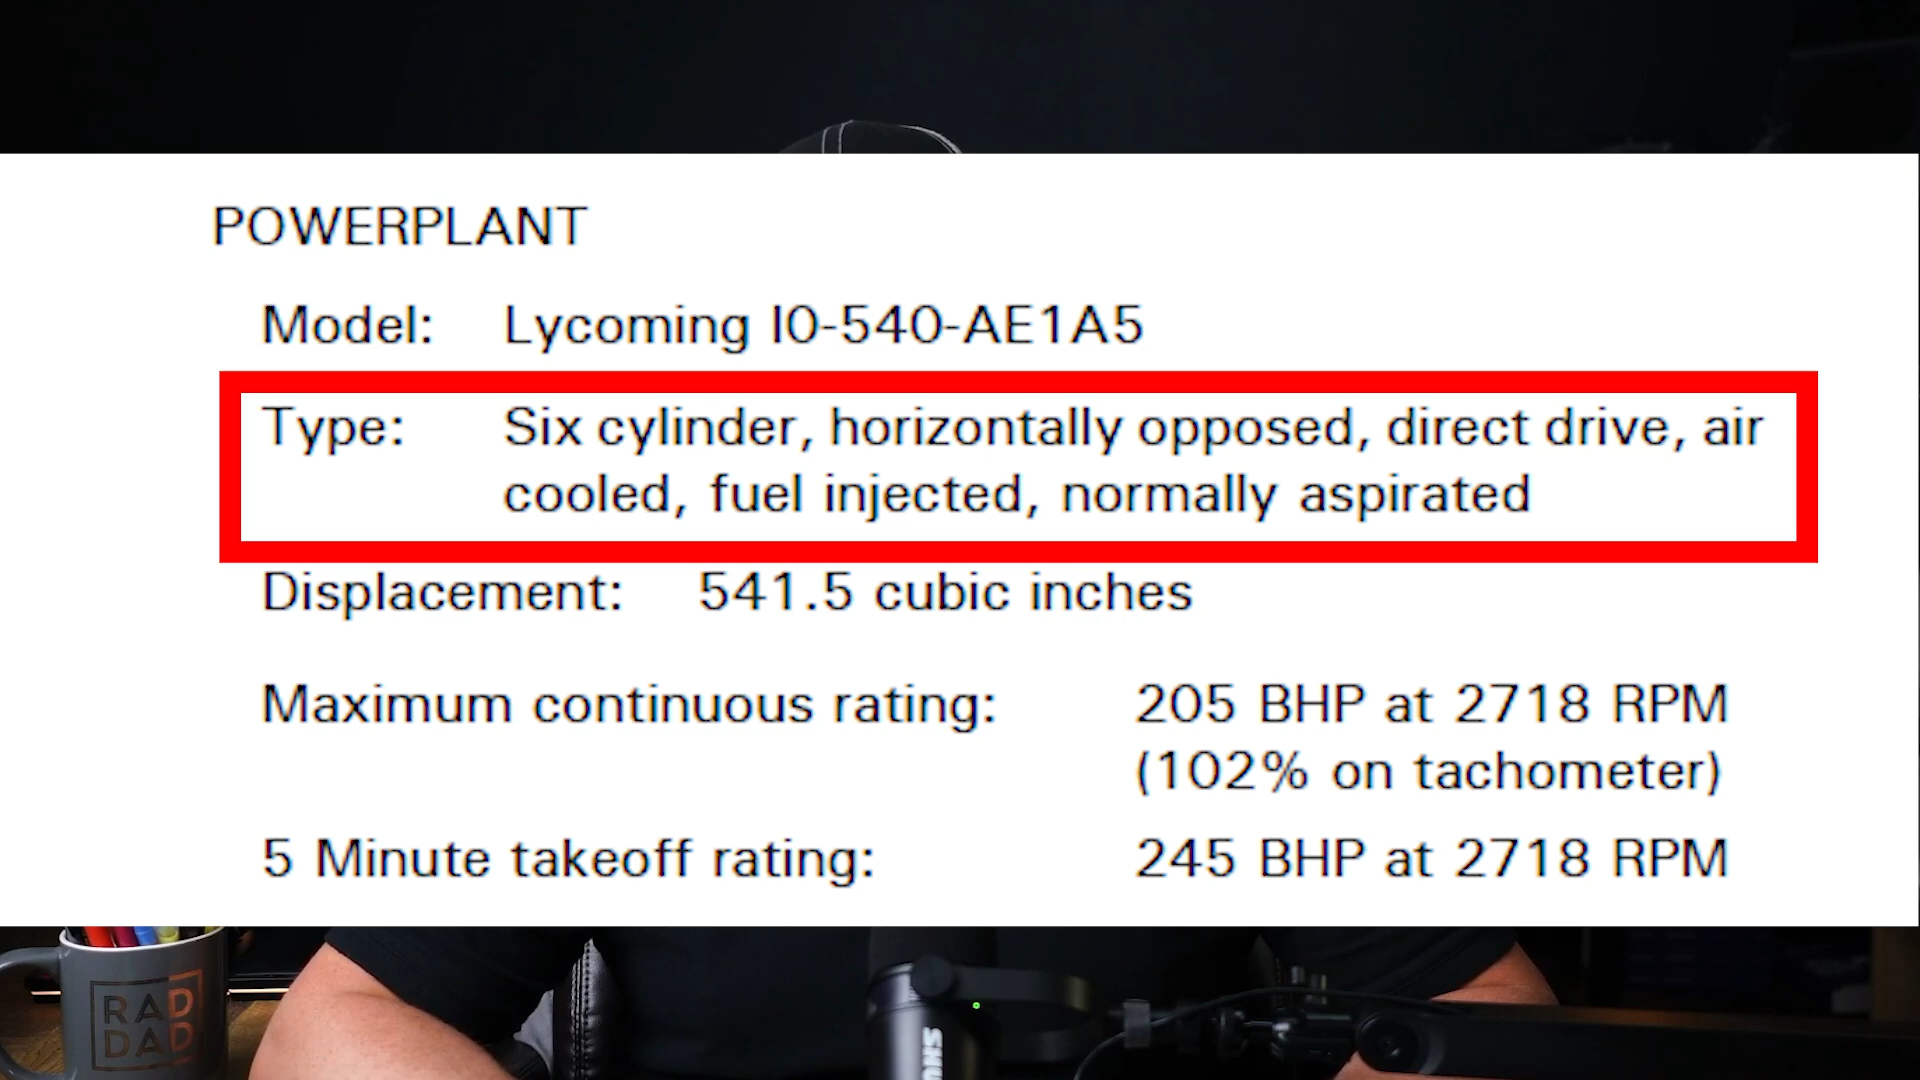 POWERPLANT
Model: Lycoming IO-540-AE1A5
Type: Six cylinder, horizontally opposed, direct drive, air
cooled, fuel injected, normally aspirated
Displacement: 541.5 cubic inches
Maximum continuous rating: 205 BHP at 2718 RPM
(102% on tachometer)
5 Minute takeoff rating: 245 BHP at 2718 RPM
RAD
DAD
SHU